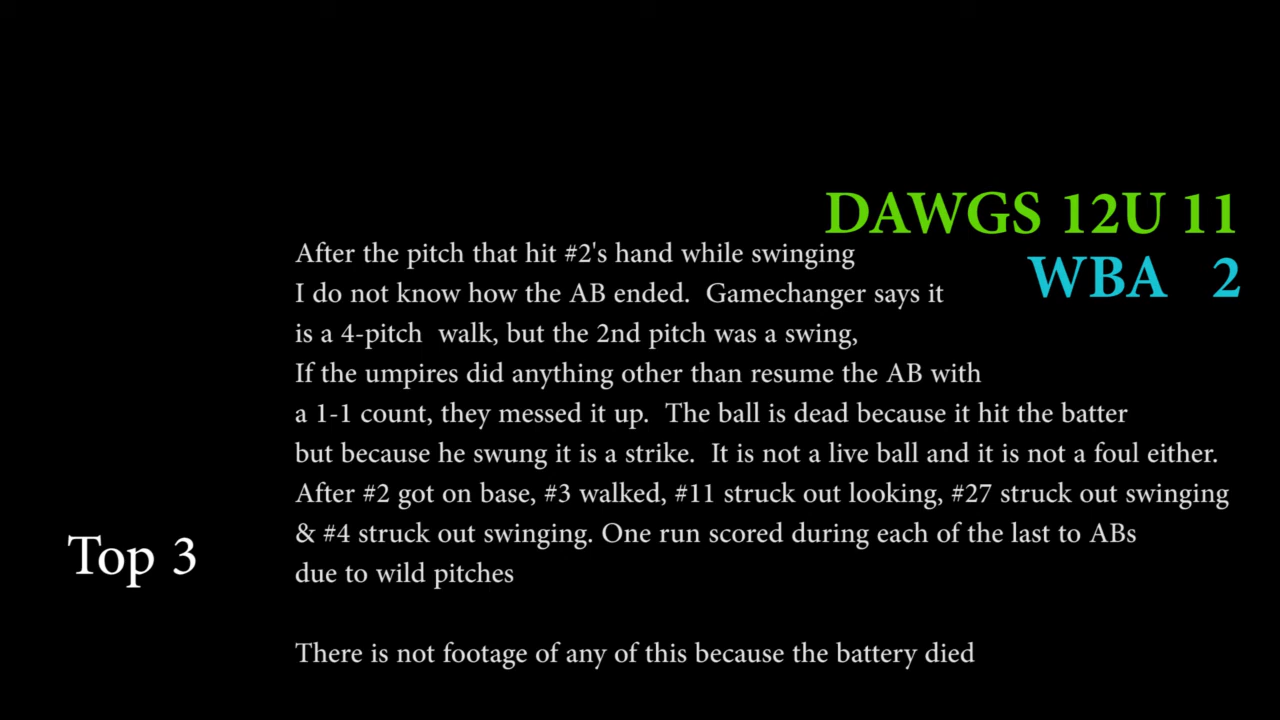 DAWGS 12U 11
WBA 2
After the pitch that hit #2's hand while swinging
I do not know how the AB ended. Gamechanger says it
is a 4-pitch walk, but the 2nd pitch was a swing,
If the umpires did anything other than resume the AB with
a 1-1 count, they messed it up. The ball is dead because it hit the batter
but because he swung it is a strike. It is not a live ball and it is not a foul either.
After #2 got on base, #3 walked, #11 struck out looking, #27 struck out swinging
& #4 struck out swinging. One run scored during each of the last to ABs
due to wild pitches
Top 3
There is not footage of any of this because the battery died